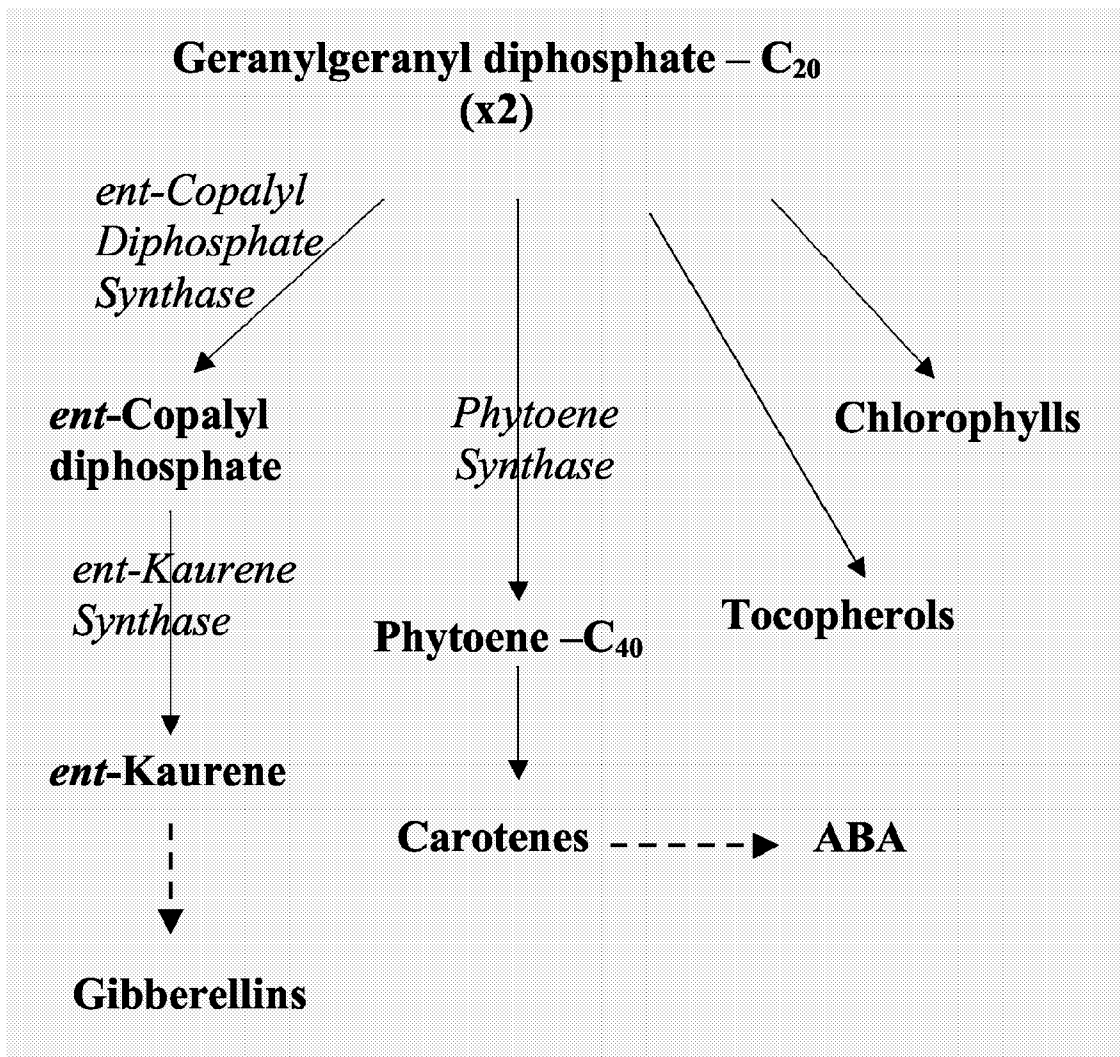 Geranylgeranyl diphosphate – C₂₀
(x2)
ent-Copalyl
Diphosphate
Synthase
ent-Copalyl
diphosphate
Phytoene
Synthase
Chlorophylls
ent-Kaurene
Synthase
Phytoene –C₄₀
Tocopherols
ent-Kaurene
Carotenes
ABA
Gibberellins